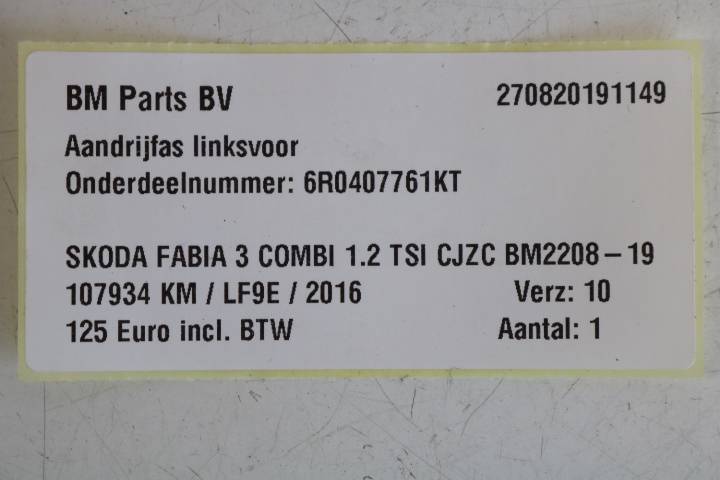 BM Parts BV 270820191149
Aandrijfas linksvoor
Onderdeelnummer: 6R0407761KT
SKODA FABIA 3 COMBI 1.2 TSI CJZC BM2208-19
107934 KM / LF9E / 2016 Verz: 10
125 Euro incl. BTW Aantal: 1